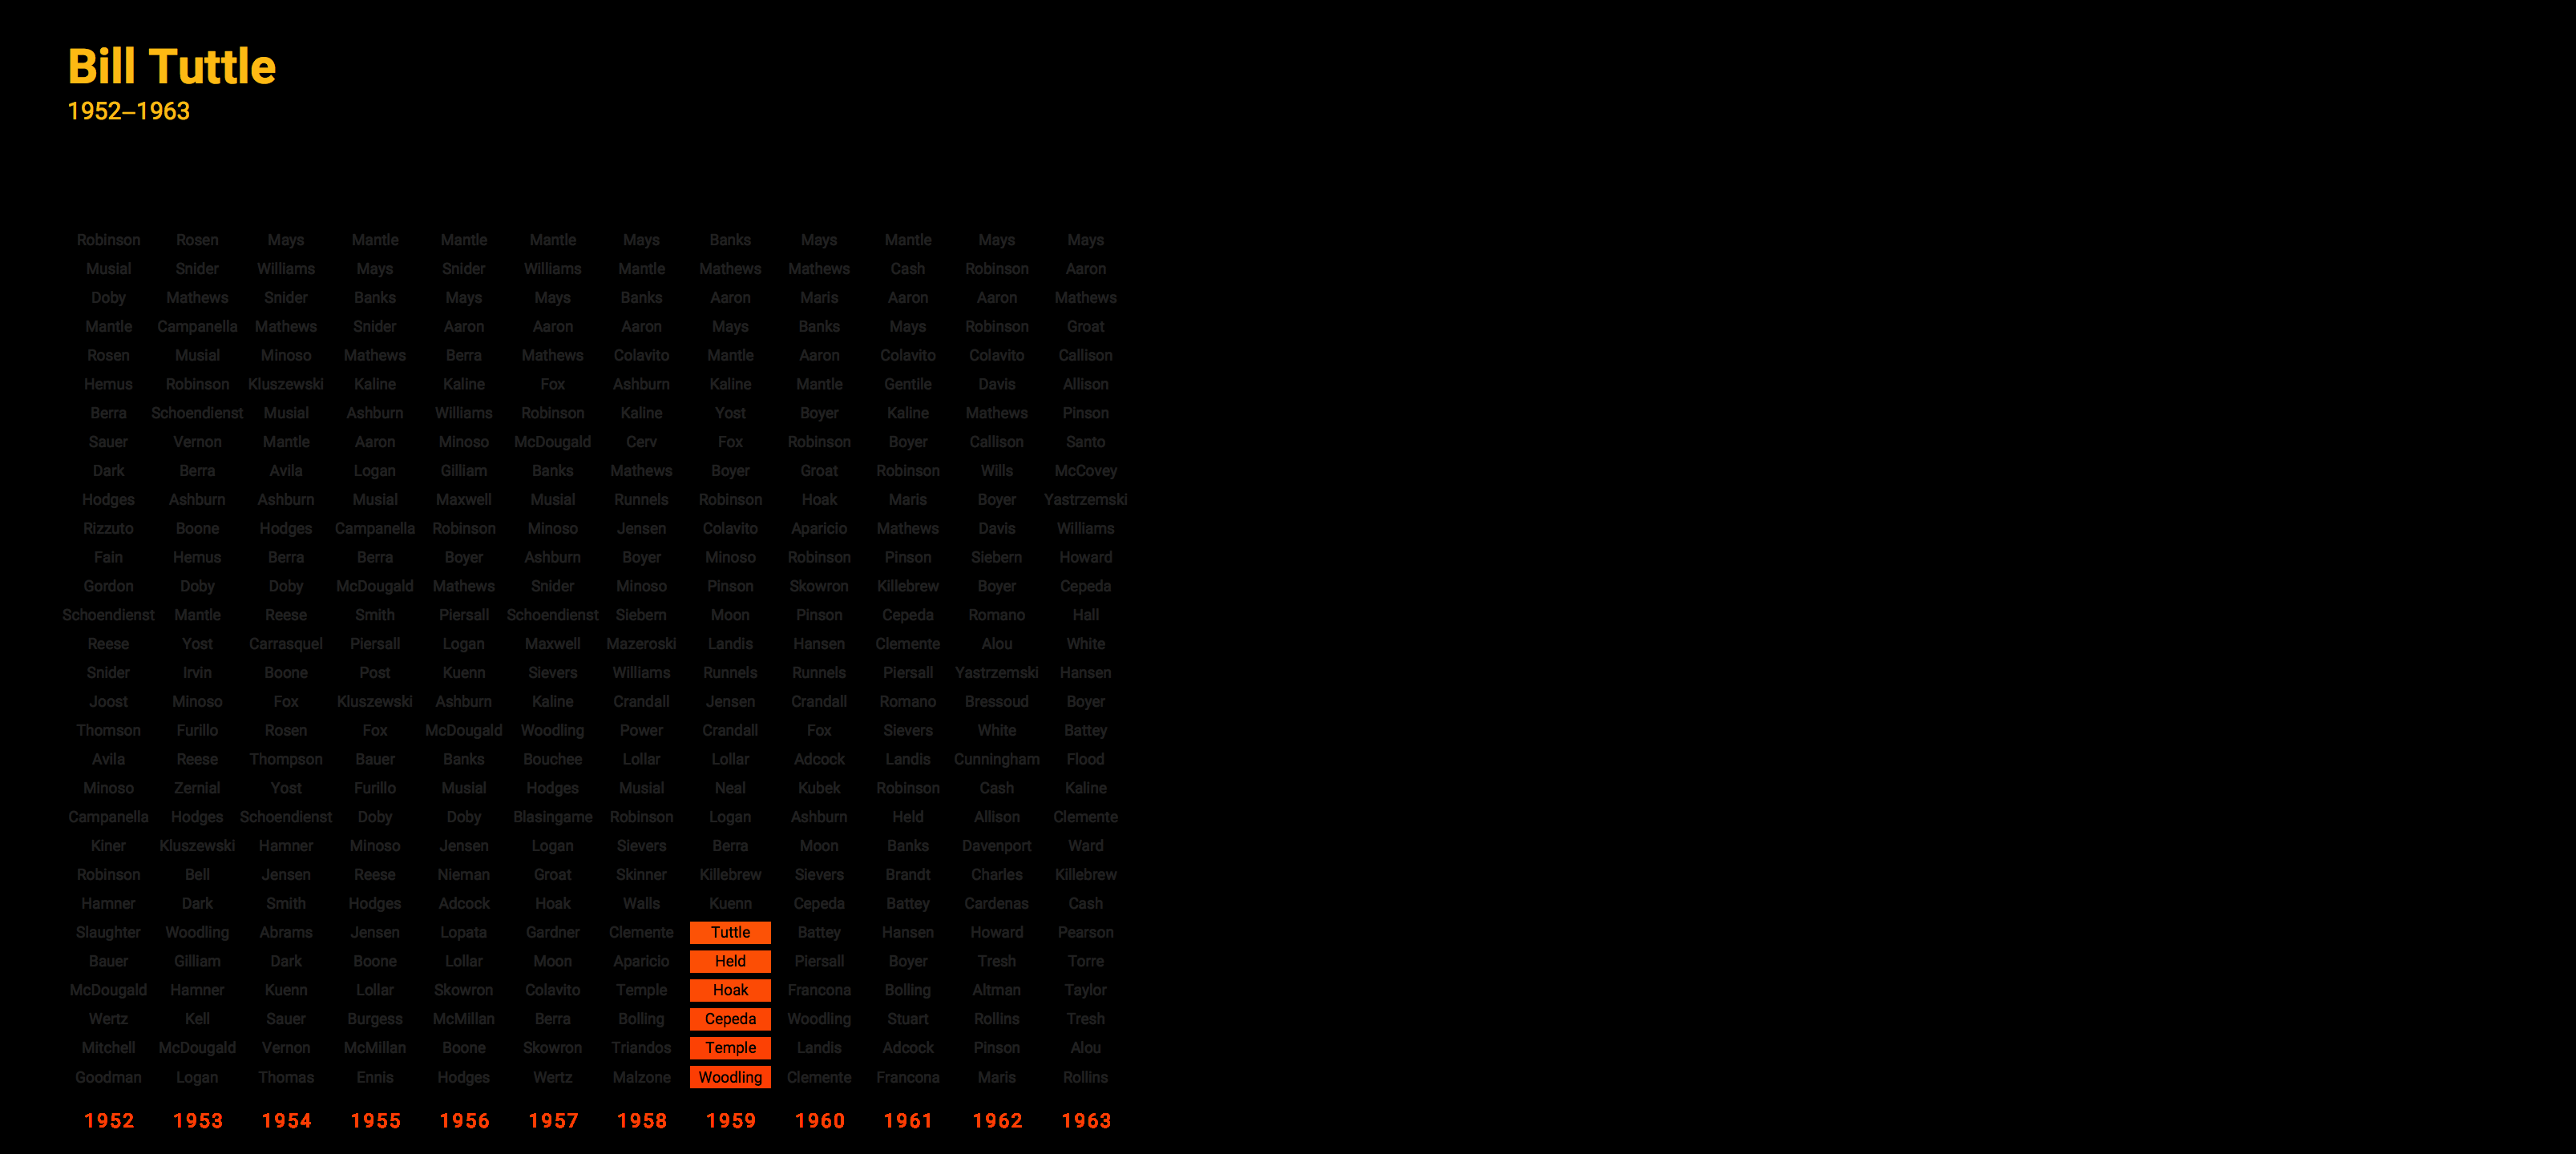 Bill Tuttle
1952–1963
Robinson Rosen Mays Mantle Mantle Mantle Mays Banks Mays Mantle Mays Mays
Musial Snider Williams Mays Snider Williams Mantle Mathews Mathews Cash Robinson Aaron
Doby Mathews Snider Banks Mays Mays Banks Aaron Maris Aaron Aaron Mathews
Mantle Campanella Mathews Snider Aaron Aaron Aaron Mays Banks Mays Robinson Groat
Rosen Musial Minoso Mathews Berra Mathews Colavito Mantle Aaron Colavito Colavito Callison
Hemus Robinson Kluszewski Kaline Kaline Fox Ashburn Kaline Mantle Gentile Davis Allison
Berra Schoendienst Musial Ashburn Williams Robinson Kaline Yost Boyer Kaline Mathews Pinson
Sauer Vernon Mantle Aaron Minoso McDougald Cerv Fox Robinson Boyer Callison Santo
Dark Berra Avila Logan Gilliam Banks Mathews Boyer Groat Robinson Wills McCovey
Hodges Ashburn Ashburn Musial Maxwell Musial Runnels Robinson Hoak Maris Boyer Yastrzemski
Rizzuto Boone Hodges Campanella Robinson Minoso Jensen Colavito Aparicio Mathews Davis Williams
Fain Hemus Berra Berra Boyer Ashburn Boyer Minoso Robinson Pinson Siebern Howard
Gordon Doby Doby McDougald Mathews Snider Minoso Pinson Skowron Killebrew Boyer Cepeda
Schoendienst Mantle Reese Smith Piersall Schoendienst Siebern Moon Pinson Cepeda Romano Hall
Reese Yost Carrasquel Piersall Logan Maxwell Mazeroski Landis Hansen Clemente Alou White
Snider Irvin Boone Post Kuenn Sievers Williams Runnels Runnels Piersall Yastrzemski Hansen
Joost Minoso Fox Kluszewski Ashburn Kaline Crandall Jensen Crandall Romano Bressoud Boyer
Thomson Furillo Rosen Fox McDougald Woodling Power Crandall Fox Sievers White Battey
Avila Reese Thompson Bauer Banks Bouchee Lollar Lollar Adcock Landis Cunningham Flood
Minoso Zernial Yost Furillo Musial Hodges Musial Neal Kubek Robinson Cash Kaline
Campanella Hodges Schoendienst Doby Doby Blasingame Robinson Logan Ashburn Held Allison Clemente
Kiner Kluszewski Hamner Minoso Jensen Logan Sievers Berra Moon Banks Davenport Ward
Robinson Bell Jensen Reese Nieman Groat Skinner Killebrew Sievers Brandt Charles Killebrew
Hamner Dark Smith Hodges Adcock Hoak Walls Kuenn Cepeda Battey Cardenas Cash
Slaughter Woodling Abrams Jensen Lopata Gardner Clemente Tuttle Battey Hansen Howard Pearson
Bauer Gilliam Dark Boone Lollar Moon Aparicio Held Piersall Boyer Tresh Torre
McDougald Hamner Kuenn Lollar Skowron Colavito Temple Hoak Francona Bolling Altman Taylor
Wertz Kell Sauer Burgess McMillan Berra Bolling Cepeda Woodling Stuart Rollins Tresh
Mitchell McDougald Vernon McMillan Boone Skowron Triandos Temple Landis Adcock Pinson Alou
Goodman Logan Thomas Ennis Hodges Wertz Malzone Woodling Clemente Francona Maris Rollins
1952 1953 1954 1955 1956 1957 1958 1959 1960 1961 1962 1963